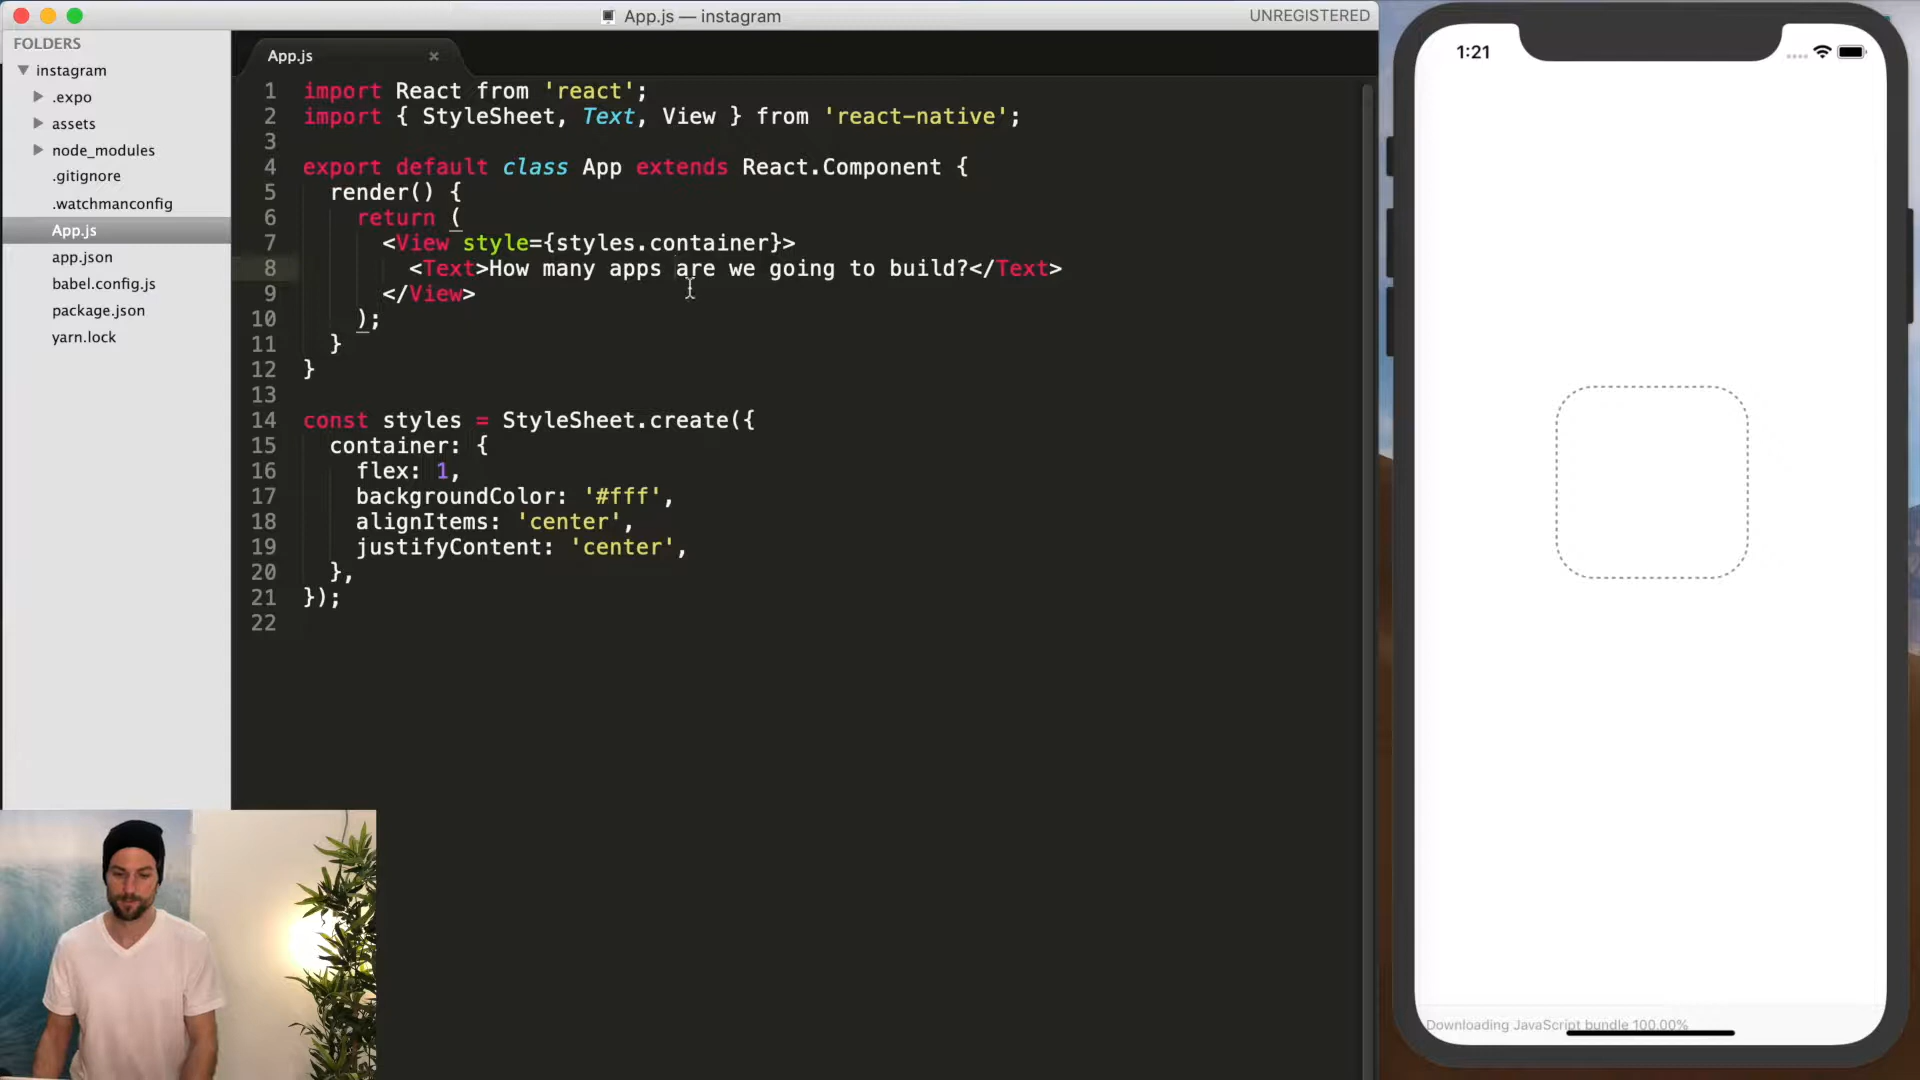 App.js — instagram
UNREGISTERED
FOLDERS
instagram
.expo
assets
node_modules
.gitignore
.watchmanconfig
App.js
app.json
babel.config.js
package.json
yarn.lock
App.js ×
1 import React from 'react';
2 import { StyleSheet, Text, View } from 'react-native';
3
4 export default class App extends React.Component {
5   render() {
6     return (
7       <View style={styles.container}>
8         <Text>How many apps are we going to build?</Text>
9       </View>
10     );
11   }
12 }
13
14 const styles = StyleSheet.create({
15   container: {
16     flex: 1,
17     backgroundColor: '#fff',
18     alignItems: 'center',
19     justifyContent: 'center',
20   },
21 });
22
1:21
Downloading JavaScript bundle 100.00%